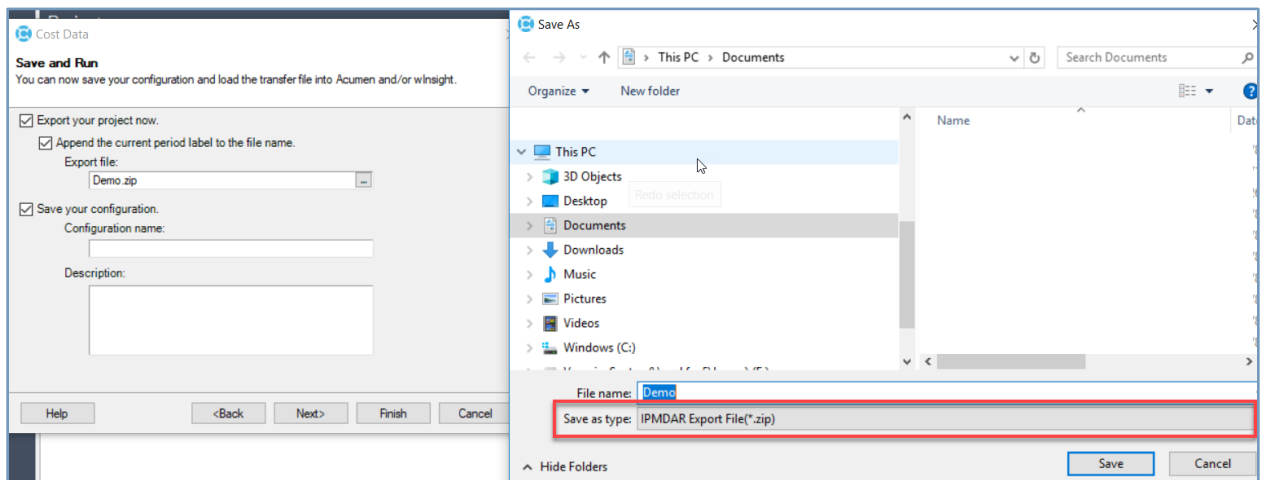 Cost Data
Save and Run
You can now save your configuration and load the transfer file into Acumen and/or wInsight.
Export your project now.
Append the current period label to the file name.
Export file:
Demo.zip
...
Save your configuration.
Configuration name:
Description:
Help
<Back
Next>
Finish
Cancel
Save As
This PC > Documents
Search Documents
Organize
New folder
?
Name
This PC
3D Objects
Redo selection
Desktop
Documents
Downloads
Music
Pictures
Videos
Windows (C:)
File name: Demo
Save as type: IPMDAR Export File(*.zip)
Hide Folders
Save
Cancel